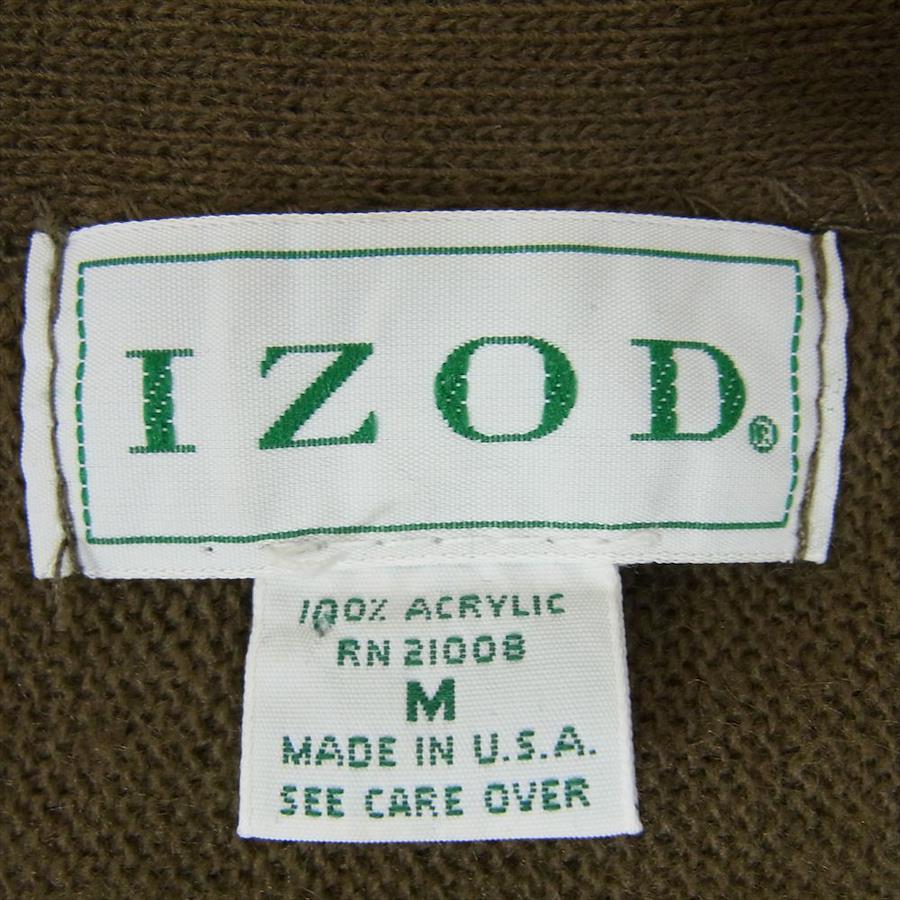 IZOD®
100% ACRYLIC
RN 21008
M
MADE IN U.S.A.
SEE CARE OVER